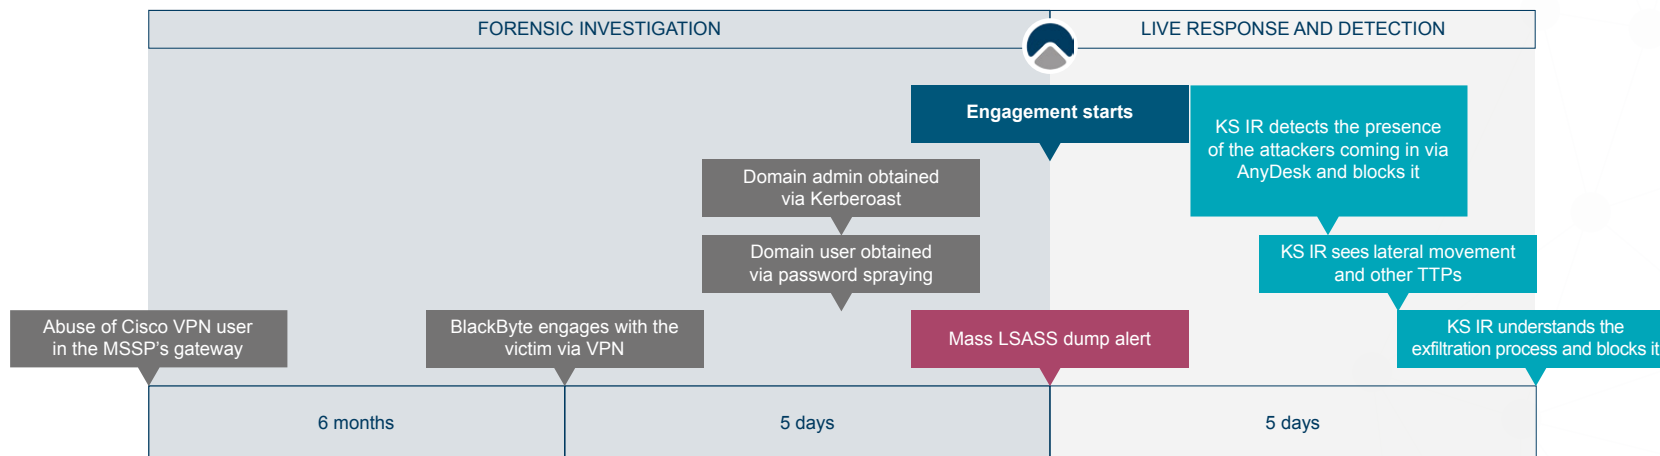 FORENSIC INVESTIGATION
LIVE RESPONSE AND DETECTION
Engagement starts
KS IR detects the presence
of the attackers coming in via
AnyDesk and blocks it
Domain admin obtained
via Kerberoast
Domain user obtained
via password spraying
KS IR sees lateral movement
and other TTPs
Abuse of Cisco VPN user
in the MSSP's gateway
BlackByte engages with the
victim via VPN
Mass LSASS dump alert
KS IR understands the
exfiltration process and blocks it
6 months
5 days
5 days